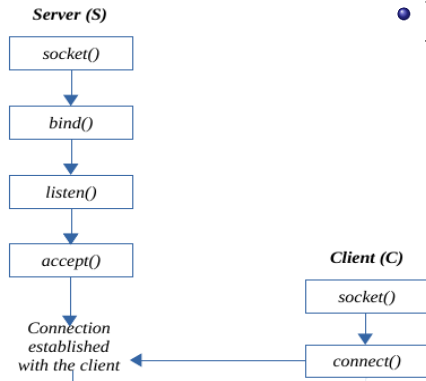 Server (S)
socket()
bind()
listen()
accept()
Connection
established
with the client
Client (C)
socket()
connect()